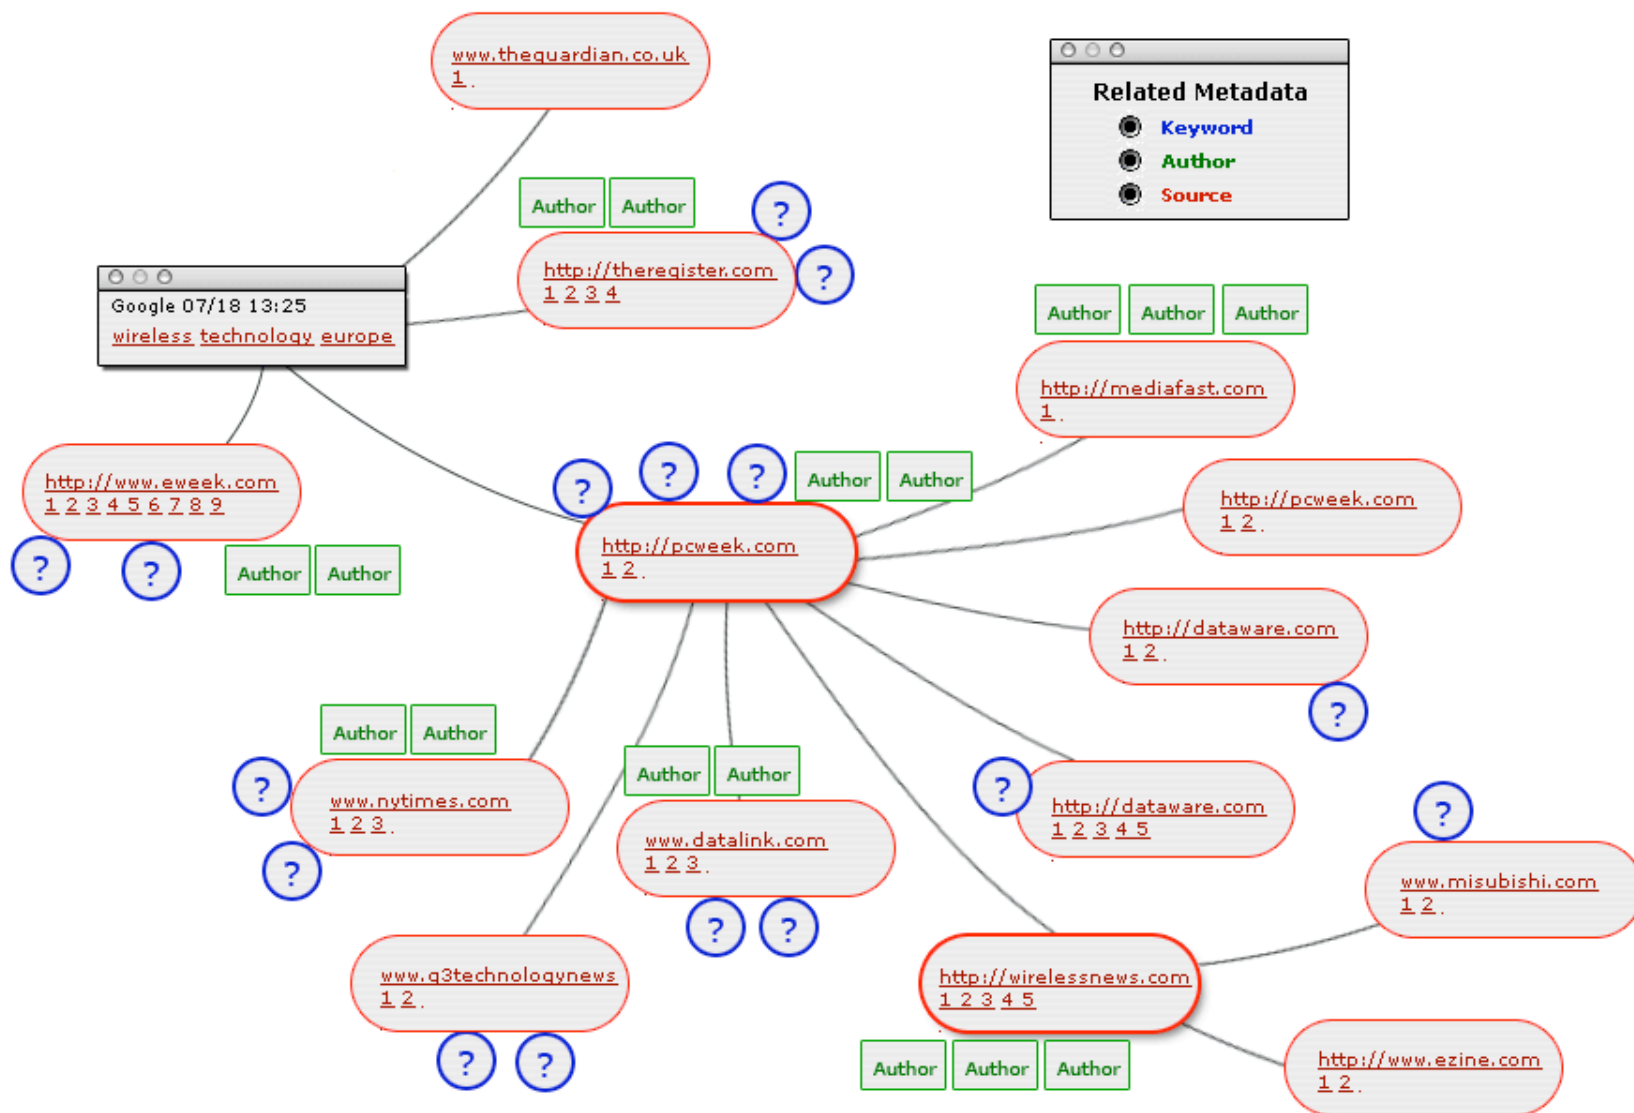 www.theguardian.co.uk
1 .
Related Metadata
Keyword
Author
Source
Author Author ?
?
http://theregister.com
1 2 3 4
Google 07/18 13:25
wireless technology europe
Author Author Author
http://mediafast.com
1 .
http://www.eweek.com
1 2 3 4 5 6 7 8 9
? ?
Author Author
? ? ? Author Author
http://pcweek.com
1 2 .
http://pcweek.com
1 2 .
http://dataware.com
1 2 .
?
Author Author
?
www.nytimes.com
1 2 3 .
?
Author Author
www.datalink.com
1 2 3 .
? ?
?
http://dataware.com
1 2 3 4 5
?
www.misubishi.com
1 2 .
www.g3technologynews
1 2 .
? ?
http://wirelessnews.com
1 2 3 4 5
Author Author Author
http://www.ezine.com
1 2 .